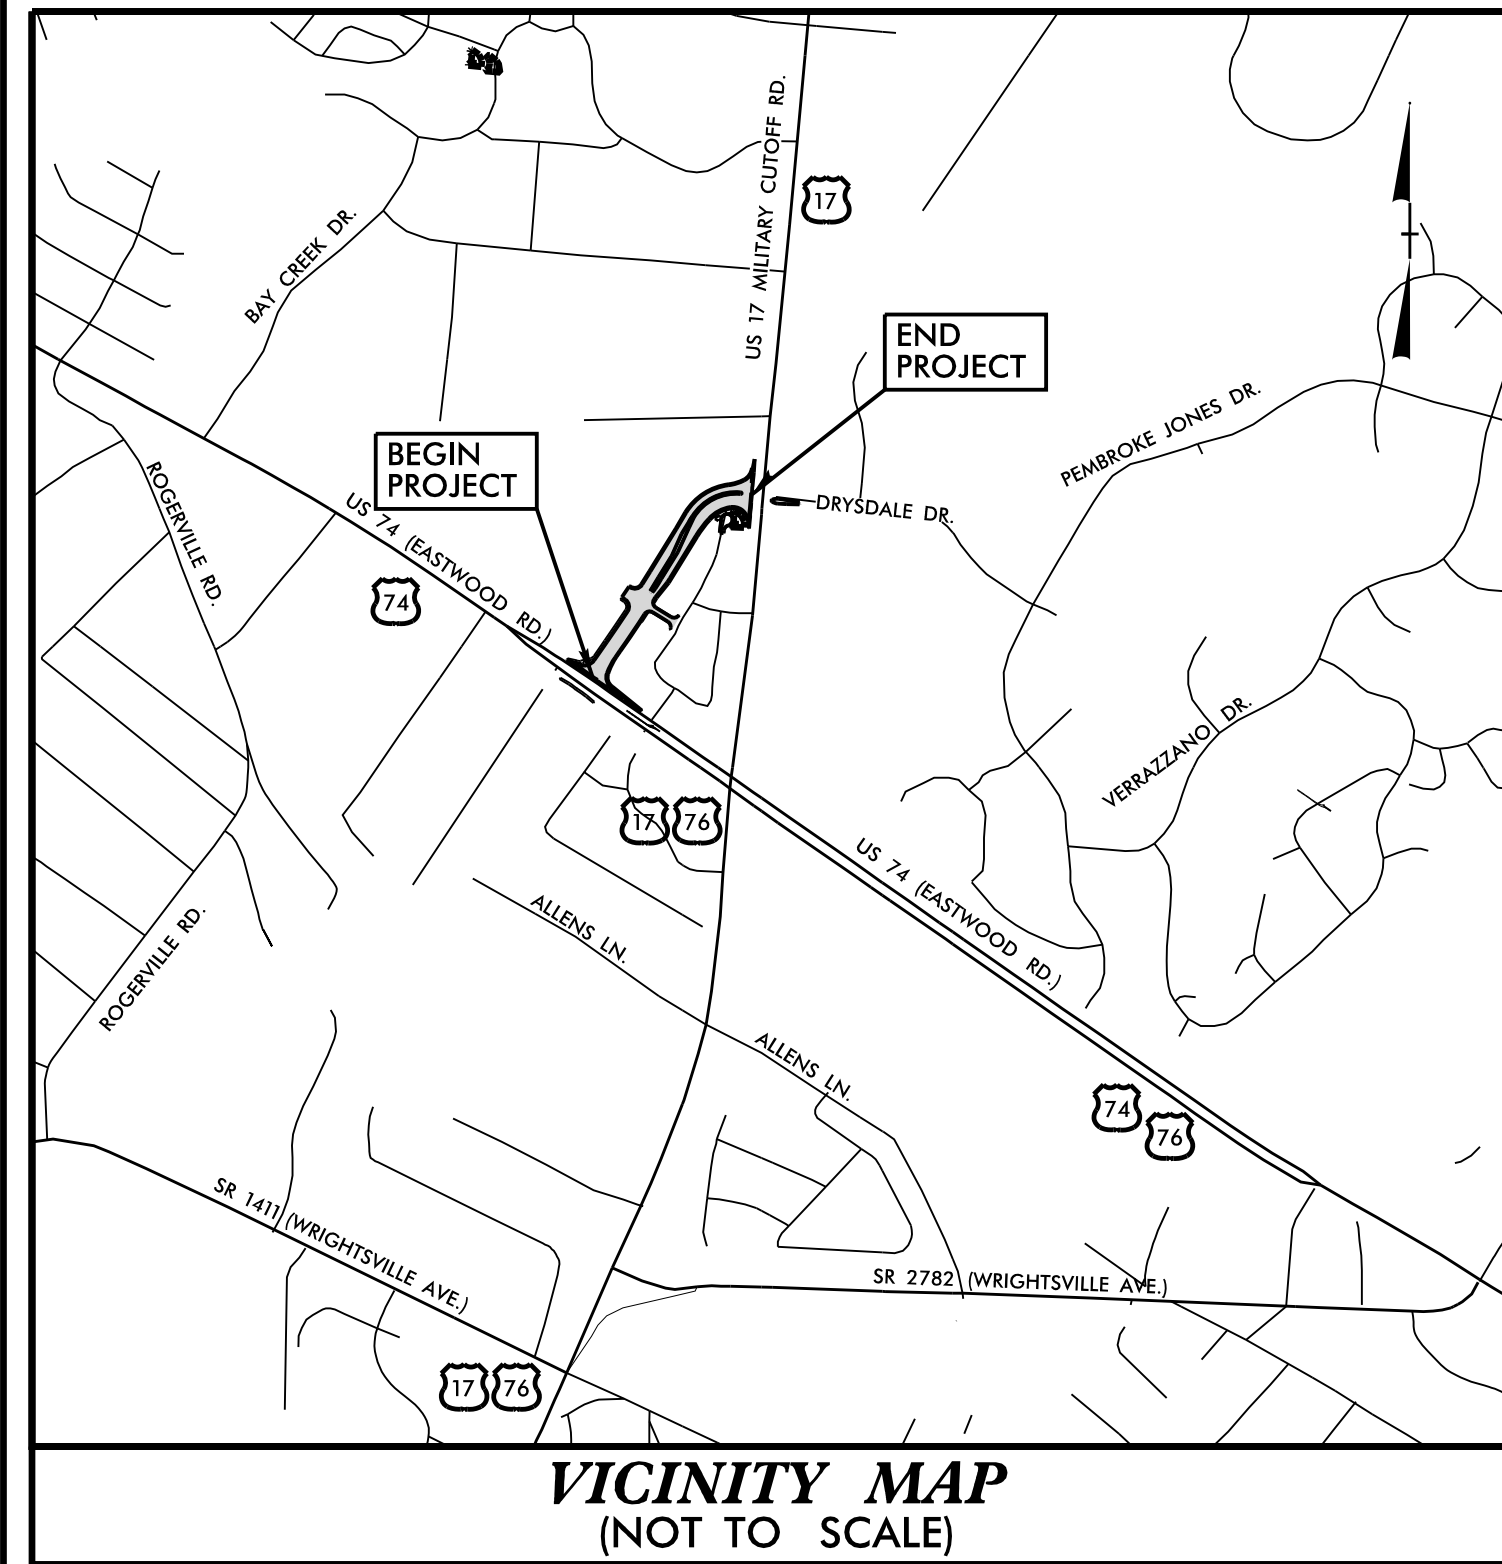 US 17 MILITARY CUTOFF RD.
17
BAY CREEK DR.
END
PROJECT
PEMBROKE JONES DR.
BEGIN
PROJECT
ROGERVILLE RD.
US 74 (EASTWOOD RD.)
DRYSDALE DR.
74
VERRAZZANO DR.
17
76
US 74 (EASTWOOD RD.)
ALLENS LN.
ROGERVILLE RD.
ALLENS LN.
74
76
SR 1411 (WRIGHTSVILLE AVE.)
SR 2782 (WRIGHTSVILLE AVE.)
17
76
VICINITY MAP
(NOT TO SCALE)